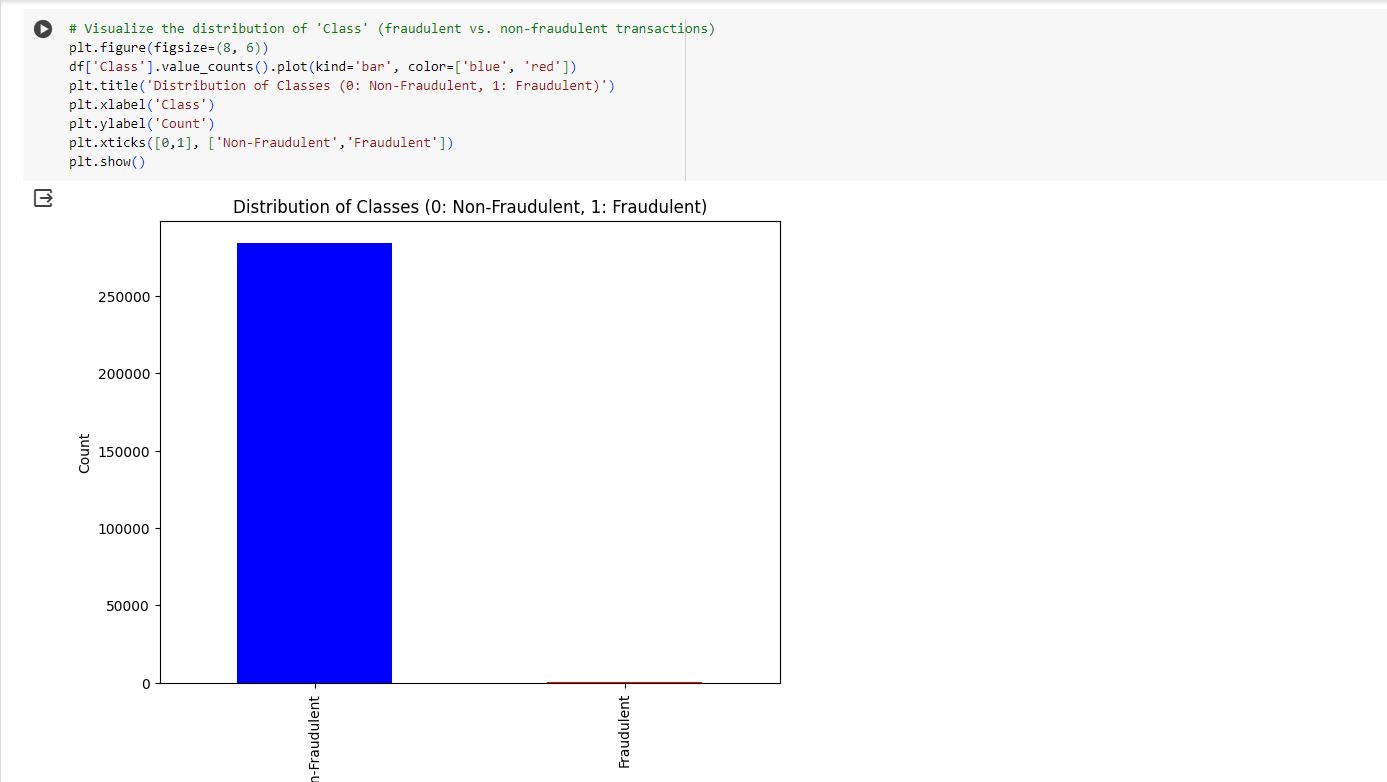 # Visualize the distribution of 'Class' (fraudulent vs. non-fraudulent transactions)
plt.figure(figsize=(8, 6))
df['Class'].value_counts().plot(kind='bar', color=['blue', 'red'])
plt.title('Distribution of Classes (0: Non-Fraudulent, 1: Fraudulent)')
plt.xlabel('Class')
plt.ylabel('Count')
plt.xticks([0,1], ['Non-Fraudulent','Fraudulent'])
plt.show()
Distribution of Classes (0: Non-Fraudulent, 1: Fraudulent)
250000
200000
150000
100000
50000
0
Count
n-Fraudulent
Fraudulent